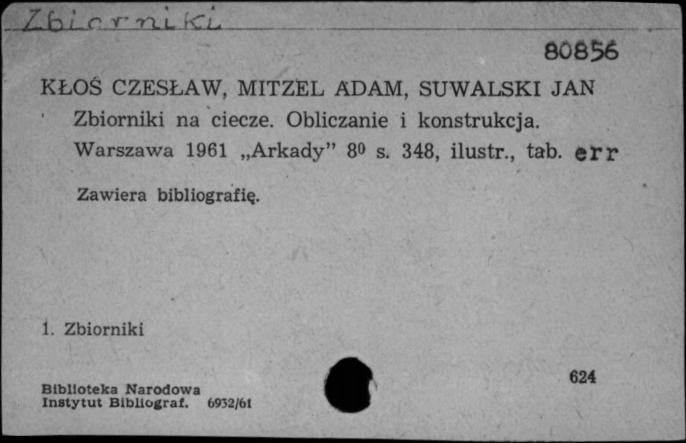 Zbiorniki
80856
KŁOŚ CZESŁAW, MITZEL ADAM, SUWALSKI JAN
Zbiorniki na ciecze. Obliczanie i konstrukcja.
Warszawa 1961 „Arkady” 8⁰ s. 348, ilustr., tab. err
Zawiera bibliografię.
1. Zbiorniki
624
Biblioteka Narodowa
Instytut Bibliograf. 6932/61